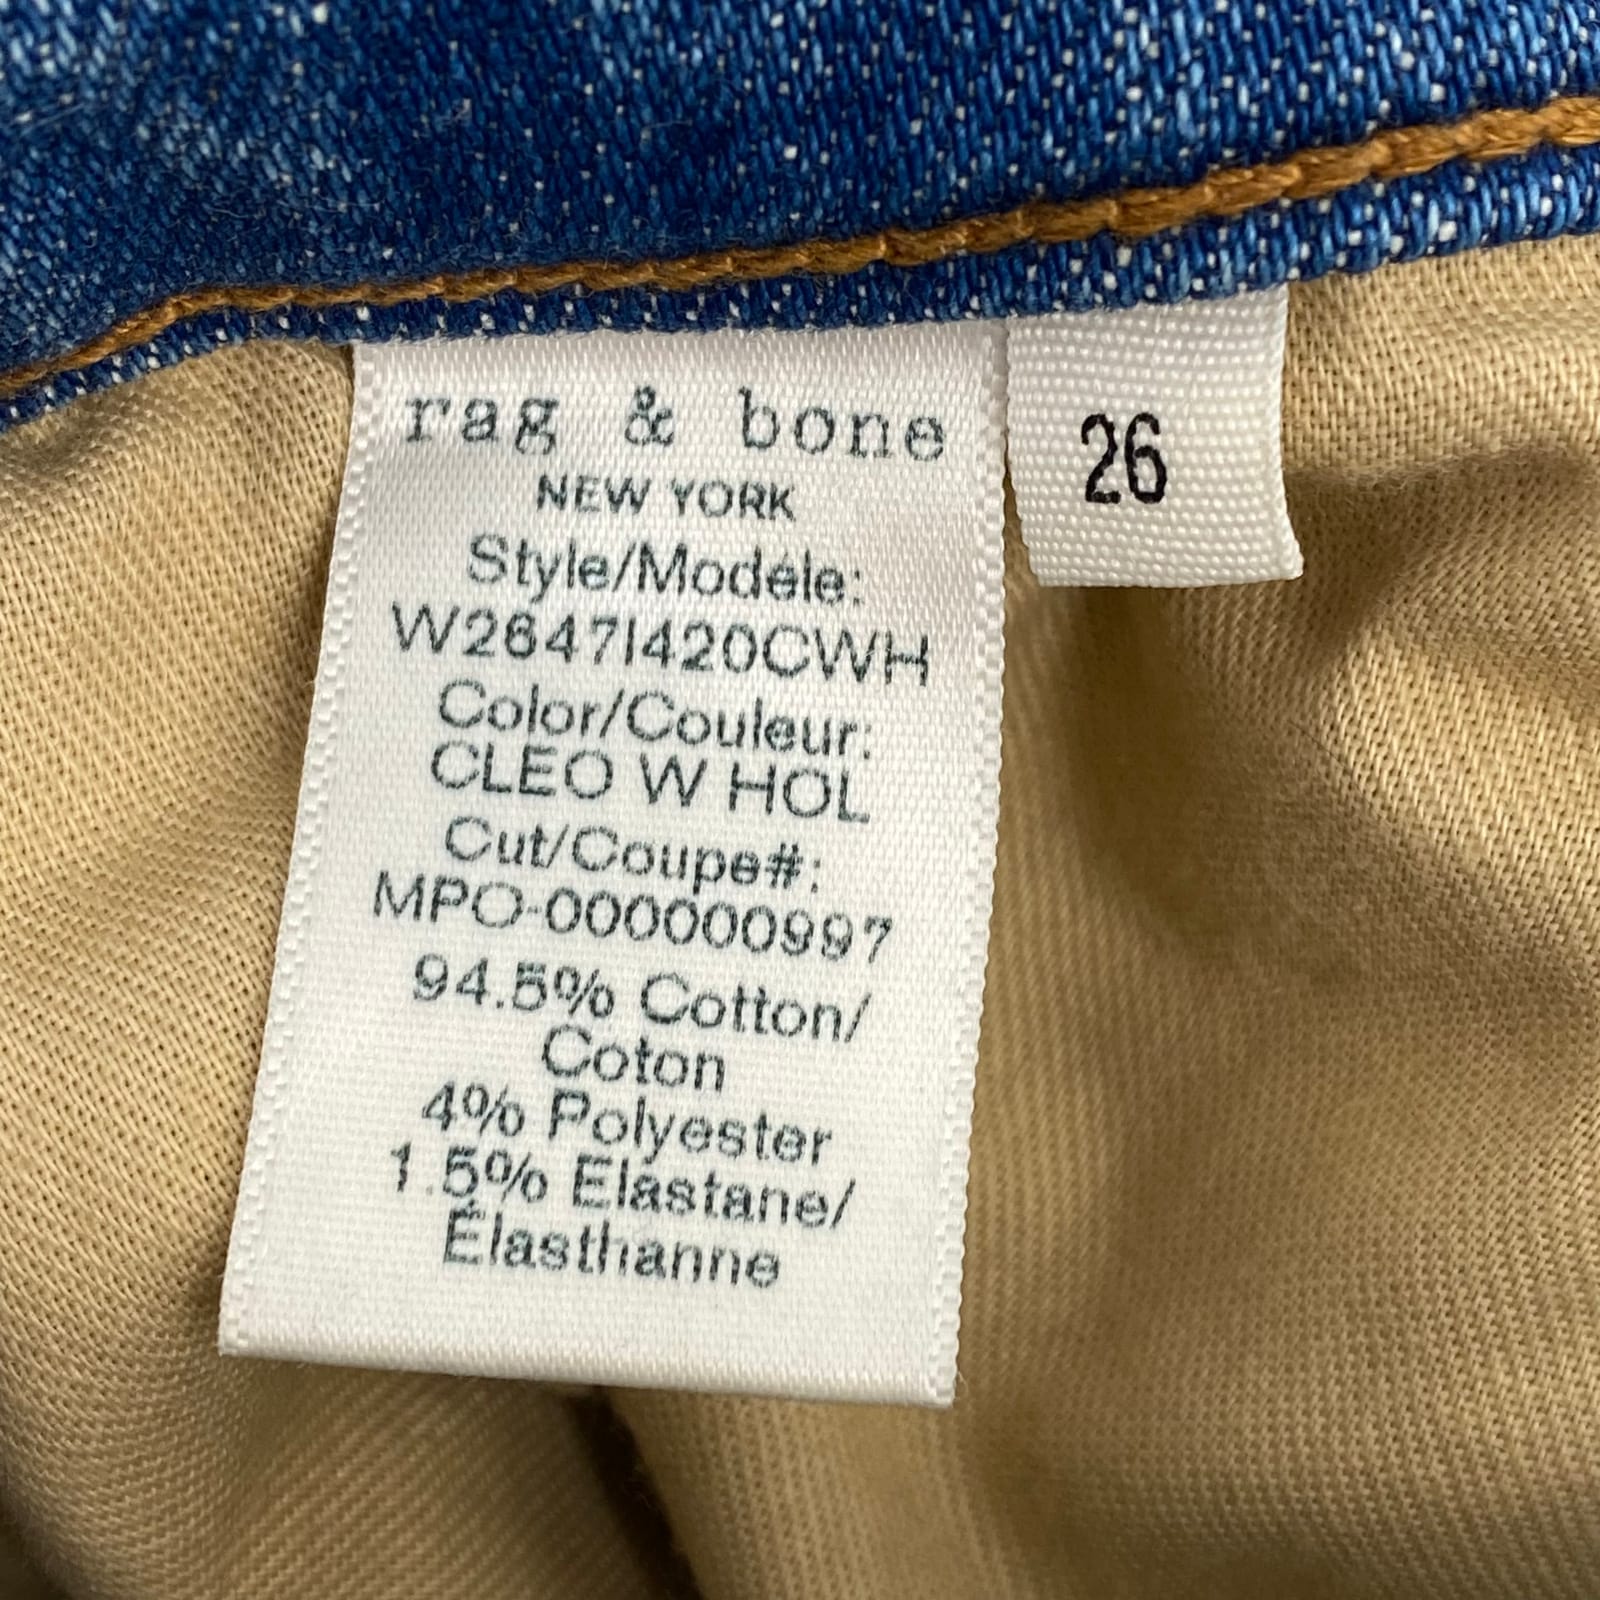 rag & bone
NEW YORK
Style/Modéle:
W2647I420CWH
Color/Couleur:
CLEO W HOL
Cut/Coupe#:
MPO-000000997
94.5% Cotton/
Coton
4% Polyester
1.5% Elastane/
Élasthanne
26